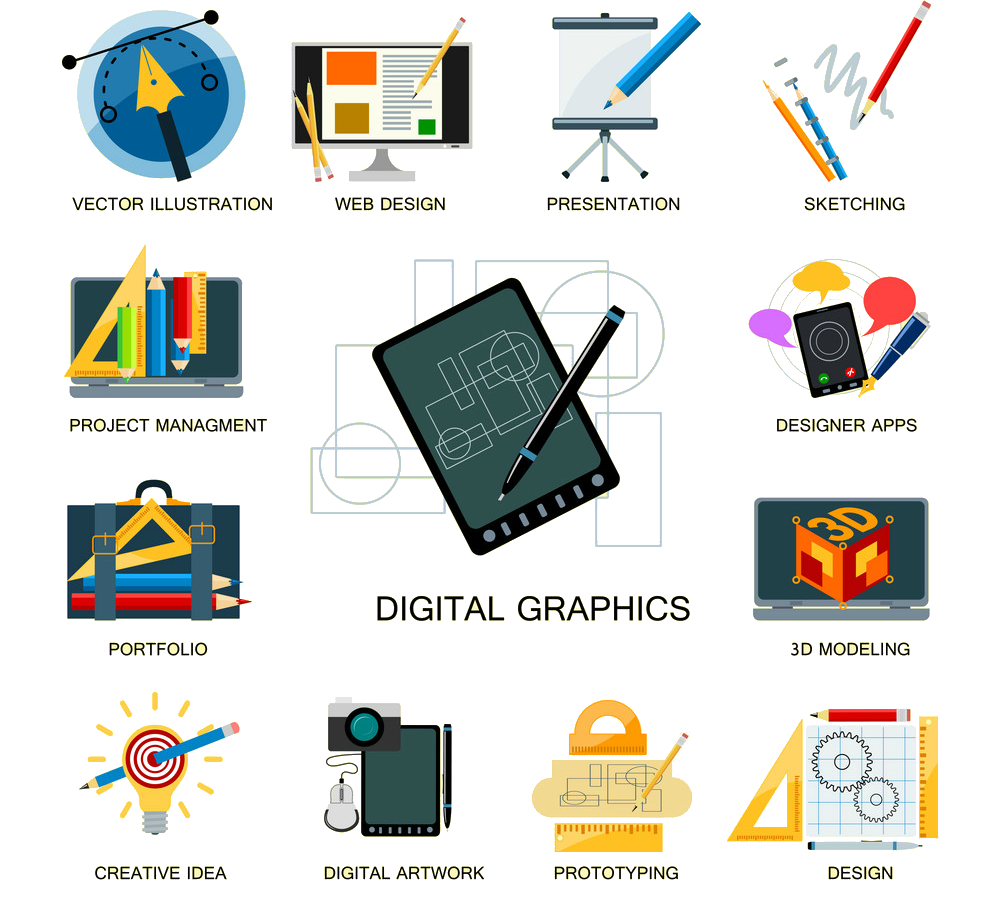 VECTOR ILLUSTRATION
WEB DESIGN
PRESENTATION
SKETCHING
PROJECT MANAGMENT
DESIGNER APPS
PORTFOLIO
DIGITAL GRAPHICS
3D
3D MODELING
CREATIVE IDEA
DIGITAL ARTWORK
PROTOTYPING
DESIGN